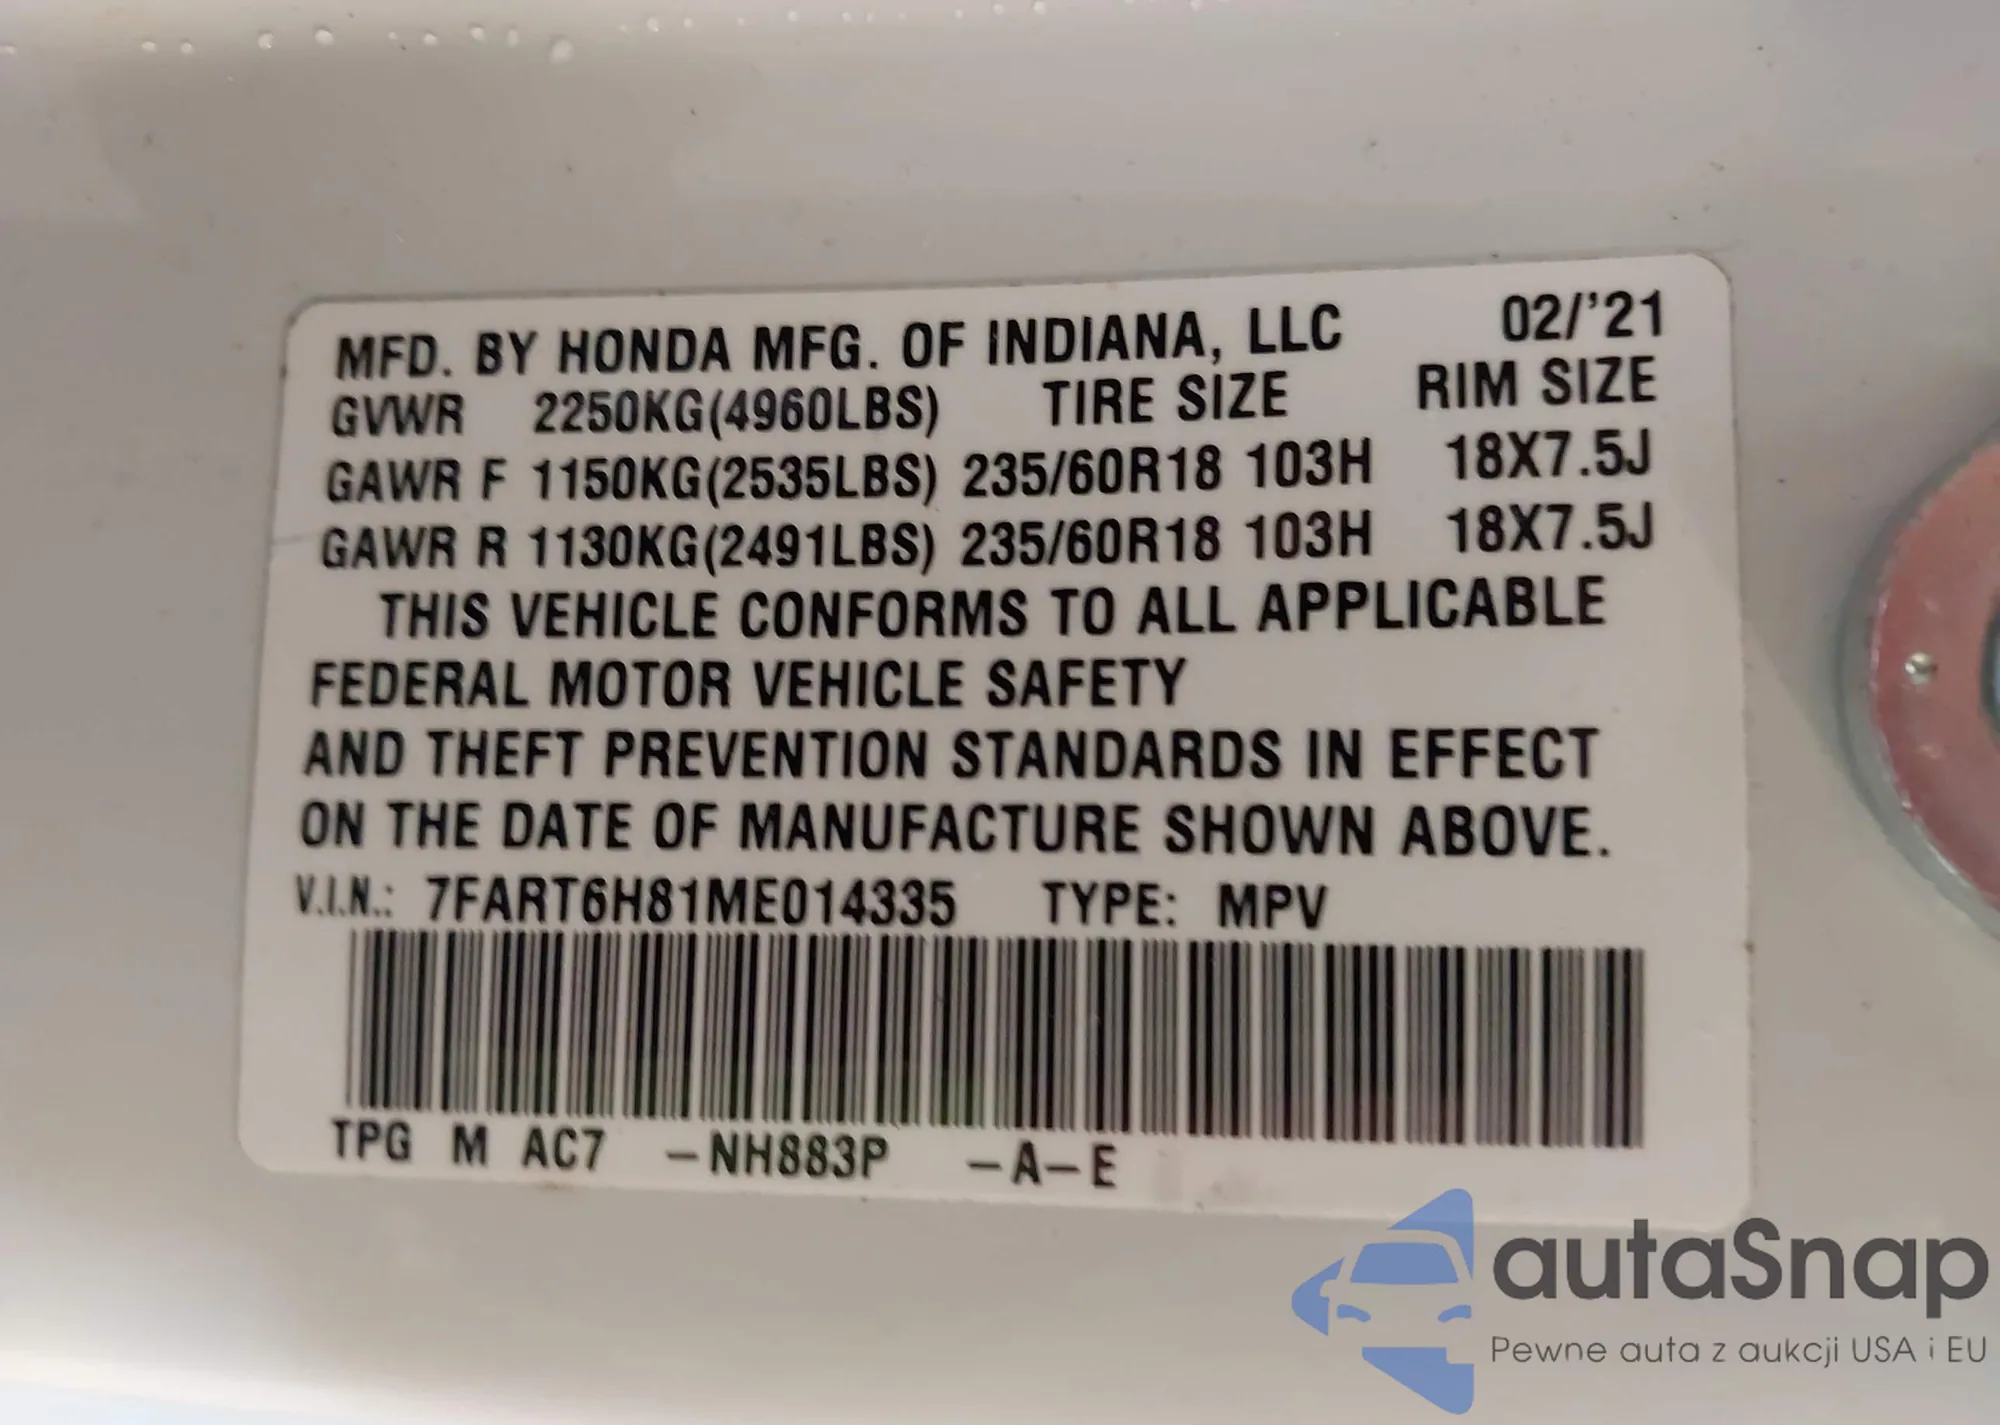 MFD. BY HONDA MFG. OF INDIANA, LLC 02/'21
GVWR 2250KG(4960LBS) TIRE SIZE RIM SIZE
GAWR F 1150KG(2535LBS) 235/60R18 103H 18X7.5J
GAWR R 1130KG(2491LBS) 235/60R18 103H 18X7.5J
THIS VEHICLE CONFORMS TO ALL APPLICABLE
FEDERAL MOTOR VEHICLE SAFETY
AND THEFT PREVENTION STANDARDS IN EFFECT
ON THE DATE OF MANUFACTURE SHOWN ABOVE.
V.I.N.: 7FART6H81ME014335 TYPE: MPV
TPG M AC7 -NH883P -A-E
autaSnap
Pewne auta z aukcji USA i EU